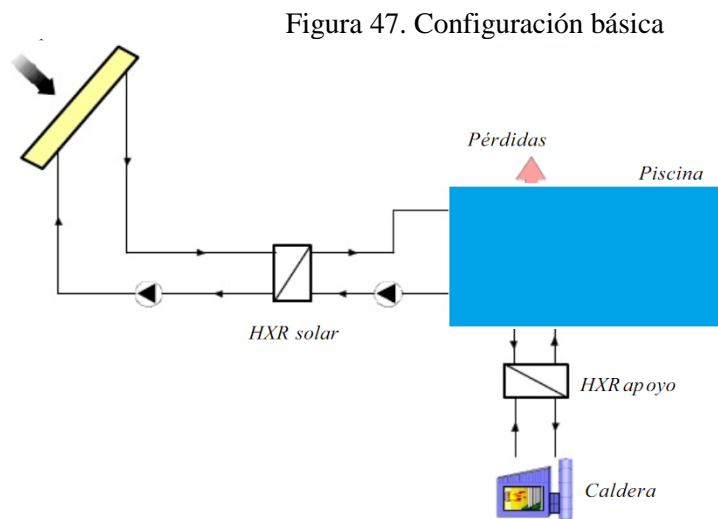 Figura 47. Configuración básica
Pérdidas
Piscina
HXR solar
HXR apoyo
Caldera